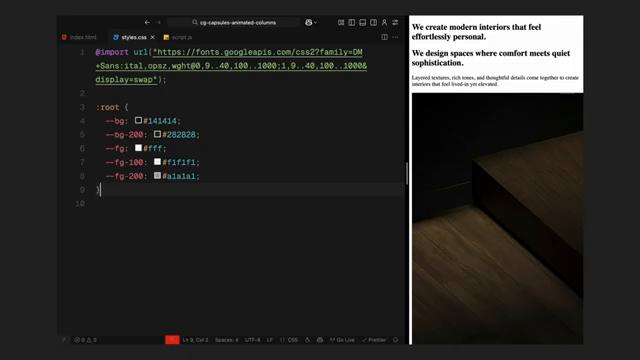 cg-capsules-animated-columns
index.html
styles.css
script.js
1 @import url("https://fonts.googleapis.com/css2?family=DM
+Sans:ital,opsz,wght@0,9..40,100..1000;1,9..40,100..1000&
display=swap");
2
3 :root {
4 --bg: #141414;
5 --bg-200: #282828;
6 --fg: #fff;
7 --fg-100: #f1f1f1;
8 --fg-200: #a1a1a1;
9 }
10
0 0
Ln 9, Col 2
Spaces: 4
UTF-8
LF
{} CSS
Go Live
Prettier
We create modern interiors that feel
effortlessly personal.
We design spaces where comfort meets quiet
sophistication.
Layered textures, rich tones, and thoughtful details come together to create
interiors that feel lived-in yet elevated.